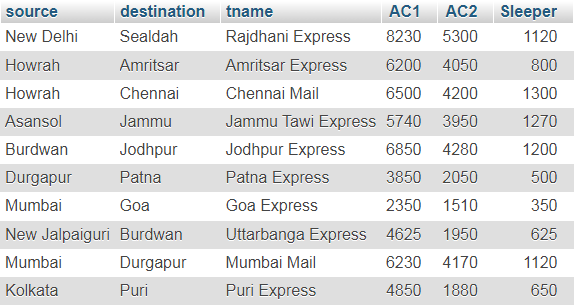 source destination tname AC1 AC2 Sleeper
New Delhi Sealdah Rajdhani Express 8230 5300 1120
Howrah Amritsar Amritsar Express 6200 4050 800
Howrah Chennai Chennai Mail 6500 4200 1300
Asansol Jammu Jammu Tawi Express 5740 3950 1270
Burdwan Jodhpur Jodhpur Express 6850 4280 1200
Durgapur Patna Patna Express 3850 2050 500
Mumbai Goa Goa Express 2350 1510 350
New Jalpaiguri Burdwan Uttarbanga Express 4625 1950 625
Mumbai Durgapur Mumbai Mail 6230 4170 1120
Kolkata Puri Puri Express 4850 1880 650